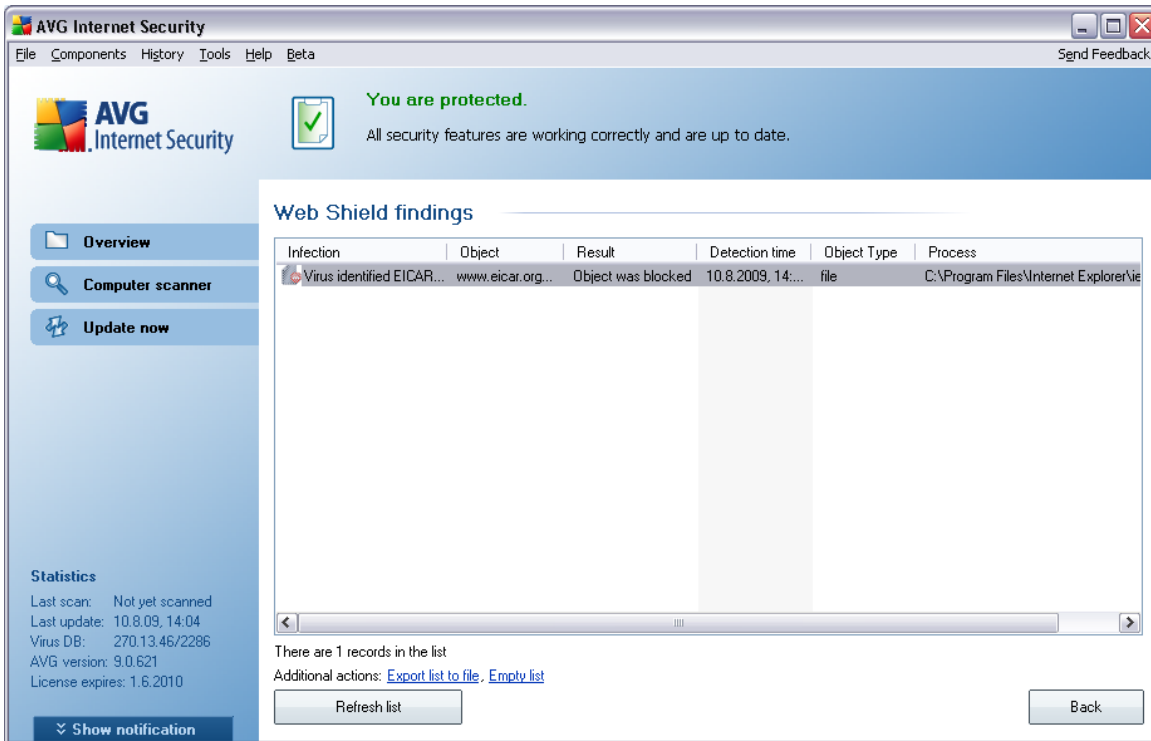 AVG Internet Security
File Components History Tools Help Beta Send Feedback
AVG
Internet Security
You are protected.
All security features are working correctly and are up to date.
Overview
Computer scanner
Update now
Web Shield findings
Infection Object Result Detection time Object Type Process
Virus identified EICAR... www.eicar.org... Object was blocked 10.8.2009, 14:... file C:\Program Files\Internet Explorer\ie
Statistics
Last scan: Not yet scanned
Last update: 10.8.09, 14:04
Virus DB: 270.13.46/2286
AVG version: 9.0.621
License expires: 1.6.2010
Show notification
There are 1 records in the list
Additional actions: Export list to file, Empty list
Refresh list
Back